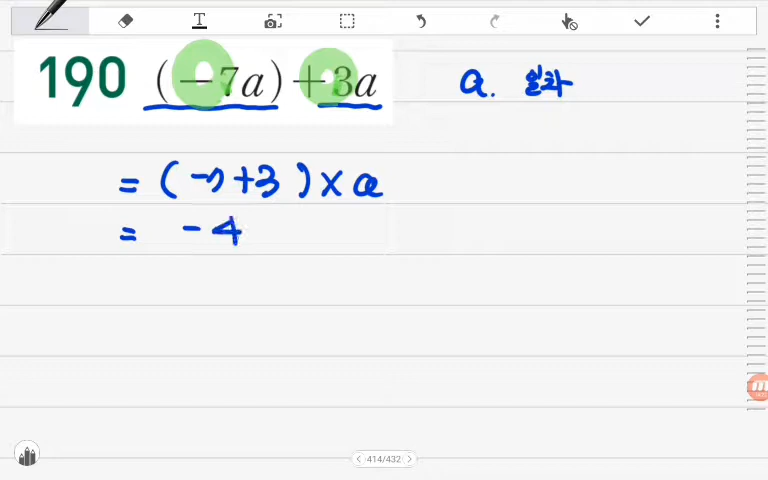 190 (−7a)+3a
a. 일차
= (-7+3) × a
= -4
414/432